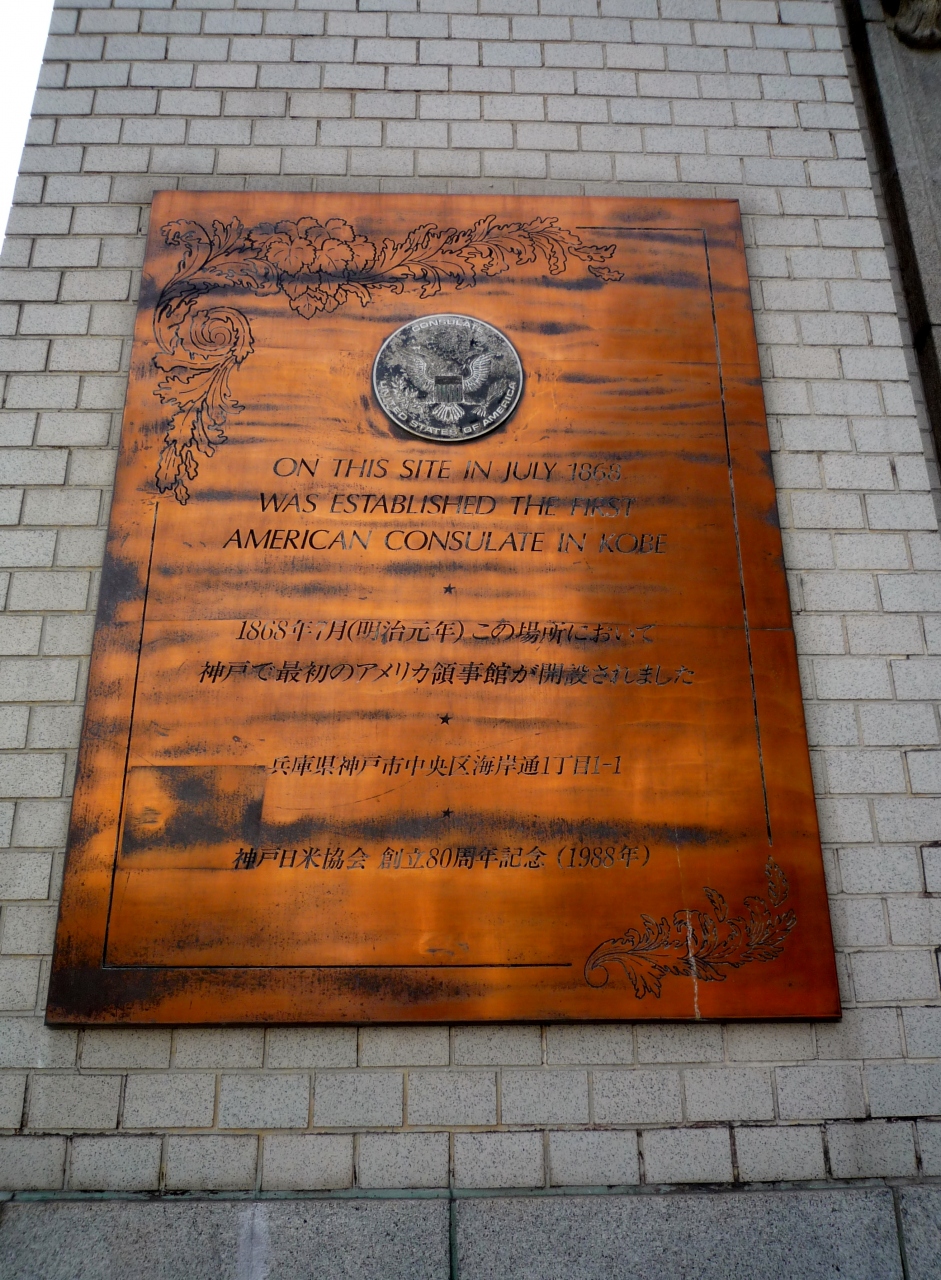 CONSULATE
UNITED STATES OF AMERICA
ON THIS SITE IN JULY 1868
WAS ESTABLISHED THE FIRST
AMERICAN CONSULATE IN KOBE
★
1868年7月(明治元年)この場所において
神戸で最初のアメリカ領事館が開設されました
★
兵庫県神戸市中央区海岸通1丁目1-1
★
神戸日米協会 創立80周年記念(1988年)